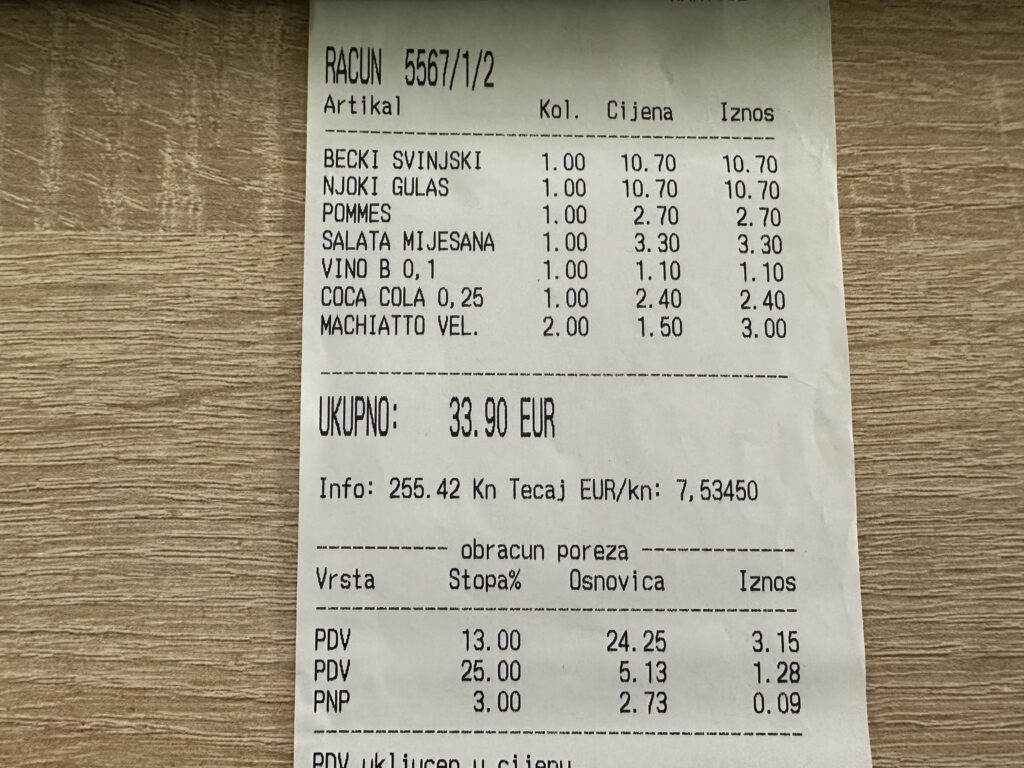 RACUN 5567/1/2
Artikal Kol. Cijena Iznos
BECKI SVINJSKI 1.00 10.70 10.70
NJOKI GULAS 1.00 10.70 10.70
POMMES 1.00 2.70 2.70
SALATA MIJESANA 1.00 3.30 3.30
VINO B 0,1 1.00 1.10 1.10
COCA COLA 0,25 1.00 2.40 2.40
MACHIATTO VEL. 2.00 1.50 3.00
UKUPNO: 33.90 EUR
Info: 255.42 Kn Tecaj EUR/kn: 7,53450
obracun poreza
Vrsta Stopa% Osnovica Iznos
PDV 13.00 24.25 3.15
PDV 25.00 5.13 1.28
PNP 3.00 2.73 0.09
PDV ukljucen u cijenu